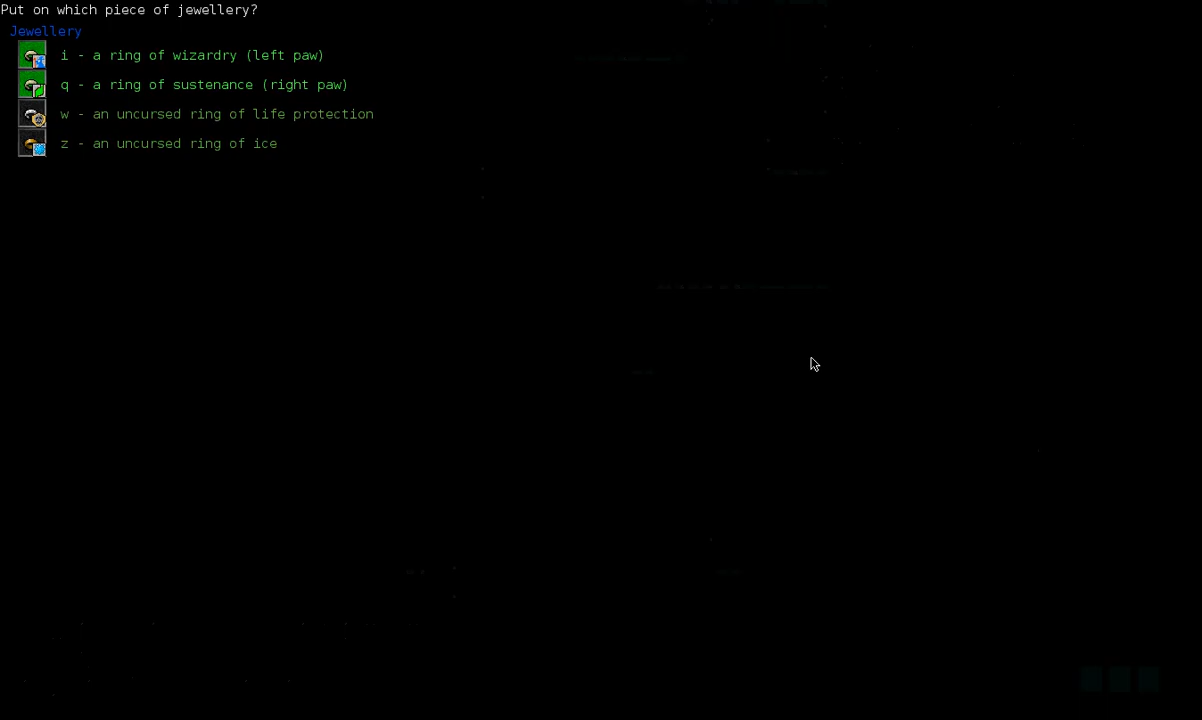 Put on which piece of jewellery?
Jewellery
i - a ring of wizardry (left paw)
q - a ring of sustenance (right paw)
w - an uncursed ring of life protection
z - an uncursed ring of ice